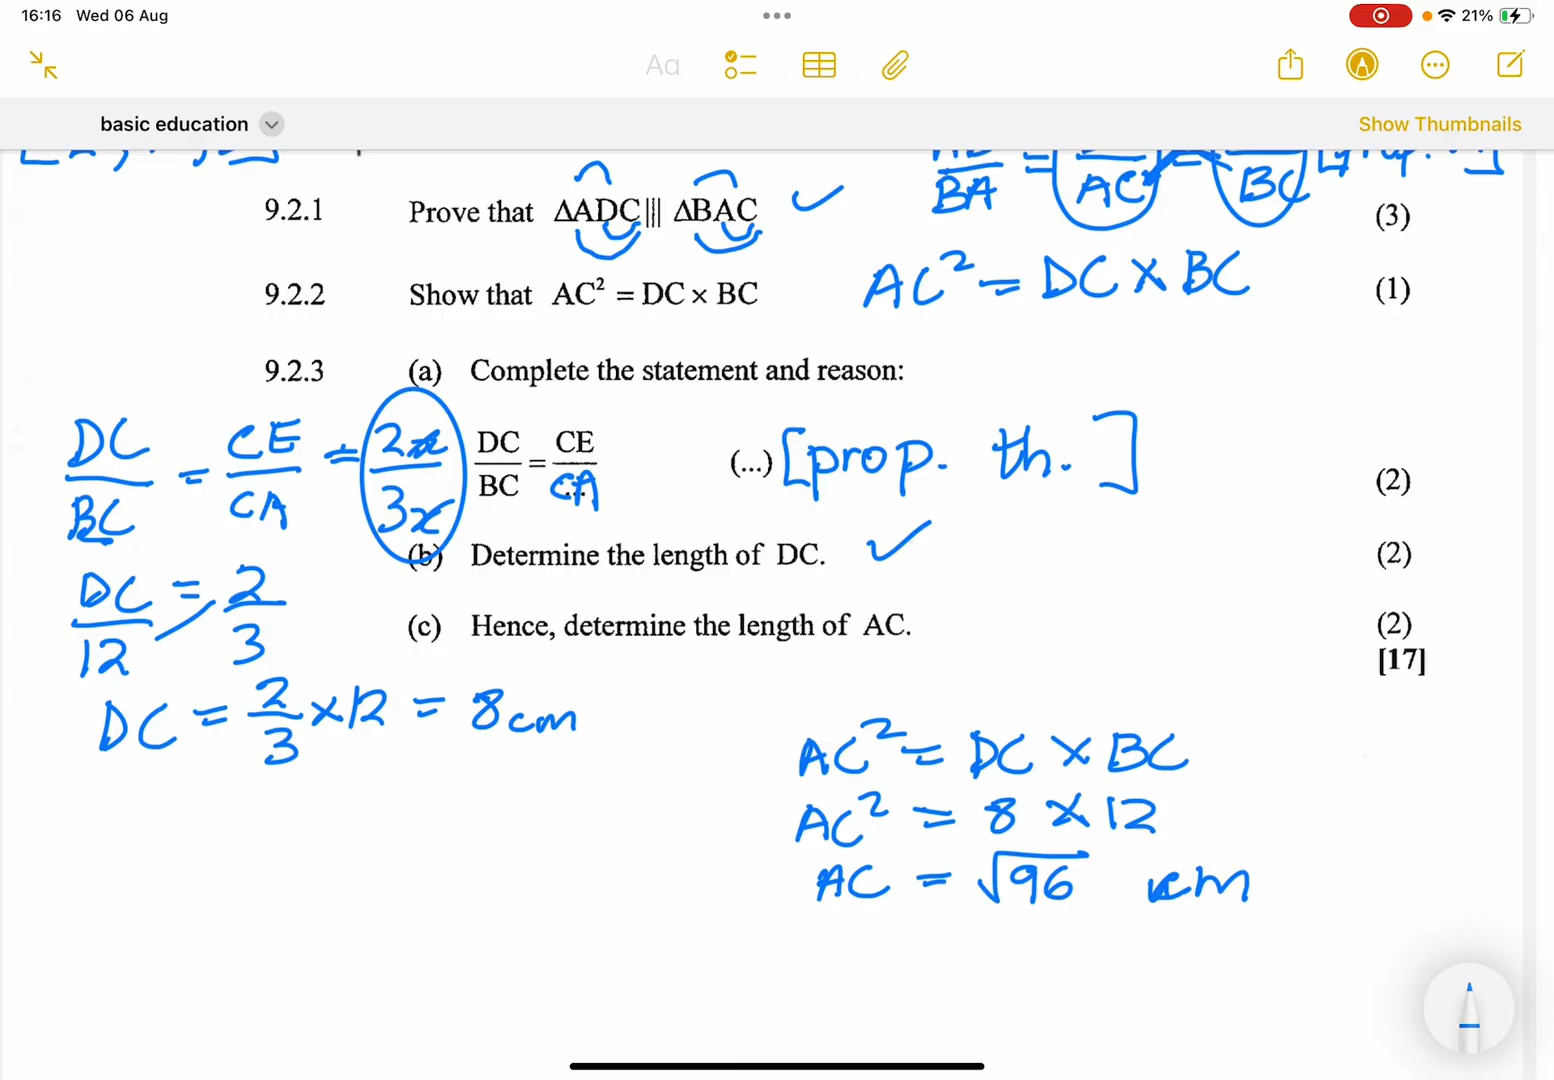 16:16 Wed 06 Aug
21%
Aa
basic education
Show Thumbnails
BA = AC = BC
9.2.1 Prove that ΔADC ||| ΔBAC (3)
9.2.2 Show that AC² = DC × BC (1)
AC² = DC × BC
9.2.3 (a) Complete the statement and reason:
DC/BC = CE/CA = 2x/3x
DC/BC = CE/CA (...) [prop. th.] (2)
(b) Determine the length of DC. (2)
DC/12 = 2/3
(c) Hence, determine the length of AC. (2)
[17]
DC = 2/3 × 12 = 8cm
AC² = DC × BC
AC² = 8 × 12
AC = √96 cm